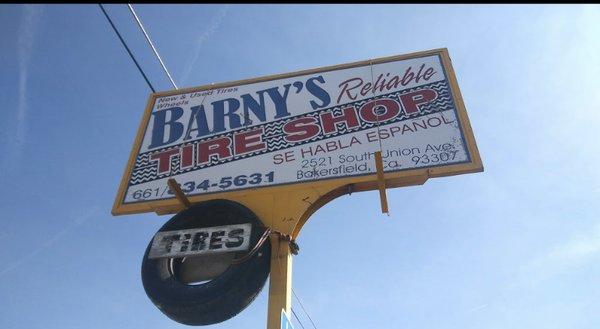 New & Used Tires
Wheels
BARNY'S Reliable
TIRE SHOP
SE HABLA ESPANOL
2521 South Union Ave.
Bakersfield, Ca. 93307
661/834-5631
TIRES